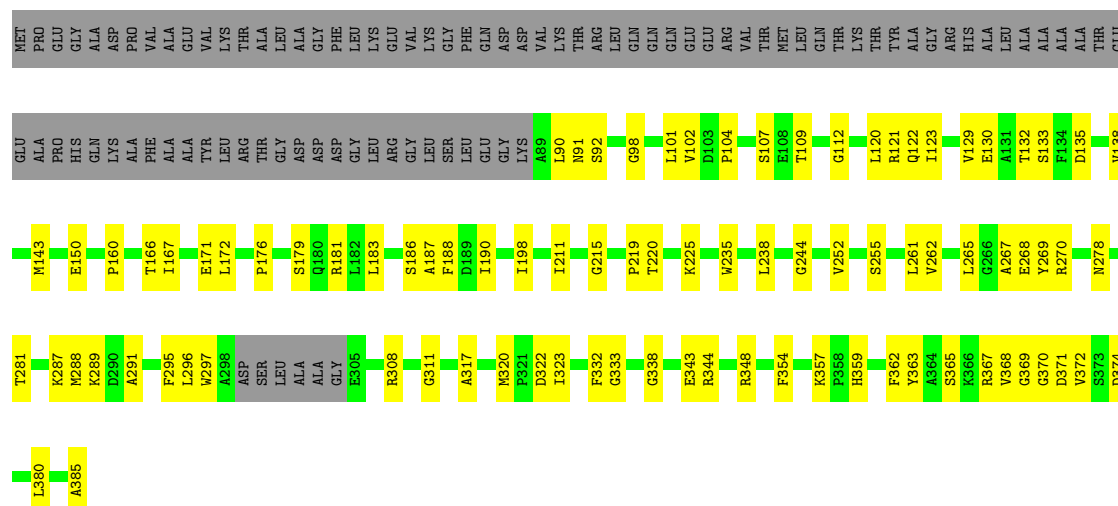 MET PRO GLU GLY ALA ASP PRO VAL ALA GLU VAL LYS THR ALA LEU ALA GLY PHE LEU LYS GLU VAL LYS GLY PHE GLN ASP ASP VAL LYS THR ARG LEU GLN GLN GLN GLU GLU ARG VAL THR MET LEU GLN THR LYS THR TYR ALA GLY ARG HIS ALA LEU ALA ALA ALA ALA THR GLU
GLU ALA PRO HIS GLN LYS ALA PHE ALA ALA TYR LEU ARG THR GLY ASP ASP ASP GLY LEU ARG GLY LEU SER LEU GLU GLY LYS A89 L90 N91 S92 G98 L101 V102 D103 P104 S107 E108 T109 G112 L120 R121 Q122 I123 V129 E130 A131 T132 S133 F134 D135 V138
M143 E150 P160 T166 I167 E171 L172 P176 S179 Q180 R181 L182 L183 S186 A187 F188 D189 I190 I198 I211 G215 P219 T220 K225 W235 L238 G244 V252 S255 L261 V262 L265 G266 A267 E268 Y269 R270 N278
T281 K287 M288 K289 D290 A291 F295 L296 W297 A298 ASP SER LEU ALA ALA GLY E305 R308 G311 A317 M320 P321 D322 I323 F332 G333 G338 E343 R344 R348 F354 K357 P358 H359 F362 Y363 A364 S365 K366 R367 V368 G369 G370 D371 V372 S373
L380 A385